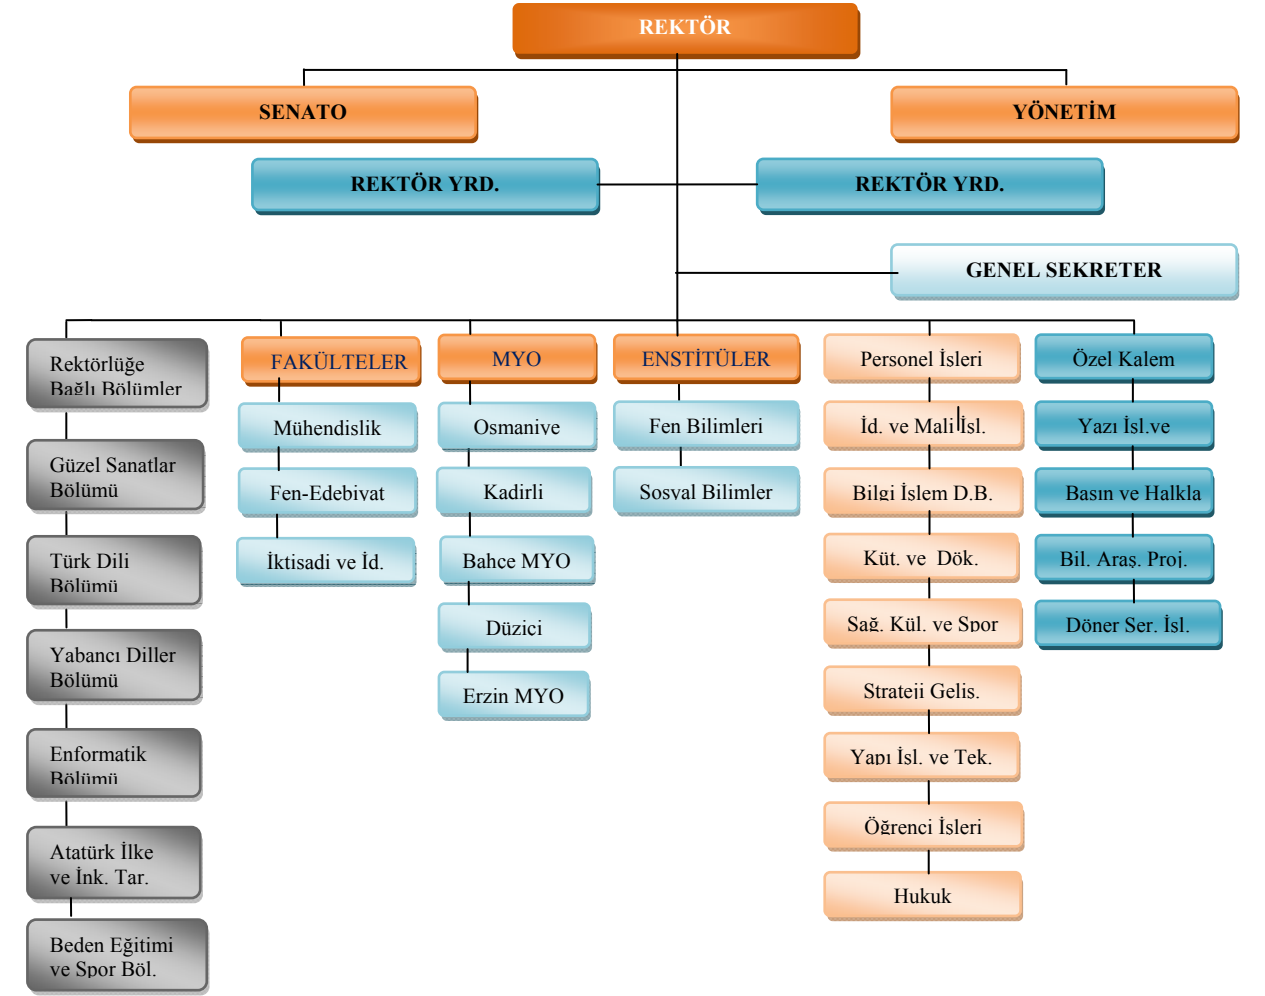 REKTÖR
SENATO
YÖNETİM
REKTÖR YRD.
REKTÖR YRD.
GENEL SEKRETER
Rektörlüğe
Bağlı Bölümler
Güzel Sanatlar
Bölümü
Türk Dili
Bölümü
Yabancı Diller
Bölümü
Enformatik
Bölümü
Atatürk İlke
ve İnk. Tar.
Beden Eğitimi
ve Spor Böl.
FAKÜLTELER
Mühendislik
Fen-Edebiyat
İktisadi ve İd.
MYO
Osmaniye
Kadirli
Bahçe MYO
Düziçi
Erzin MYO
ENSTİTÜLER
Fen Bilimleri
Sosyal Bilimler
Personel İşleri
İd. ve Mali İşl.
Bilgi İşlem D.B.
Küt. ve Dök.
Sağ. Kül. ve Spor
Strateji Geliş.
Yapı İşl. ve Tek.
Öğrenci İşleri
Hukuk
Özel Kalem
Yazı İşl.ve
Basın ve Halkla
Bil. Araş. Proj.
Döner Ser. İşl.